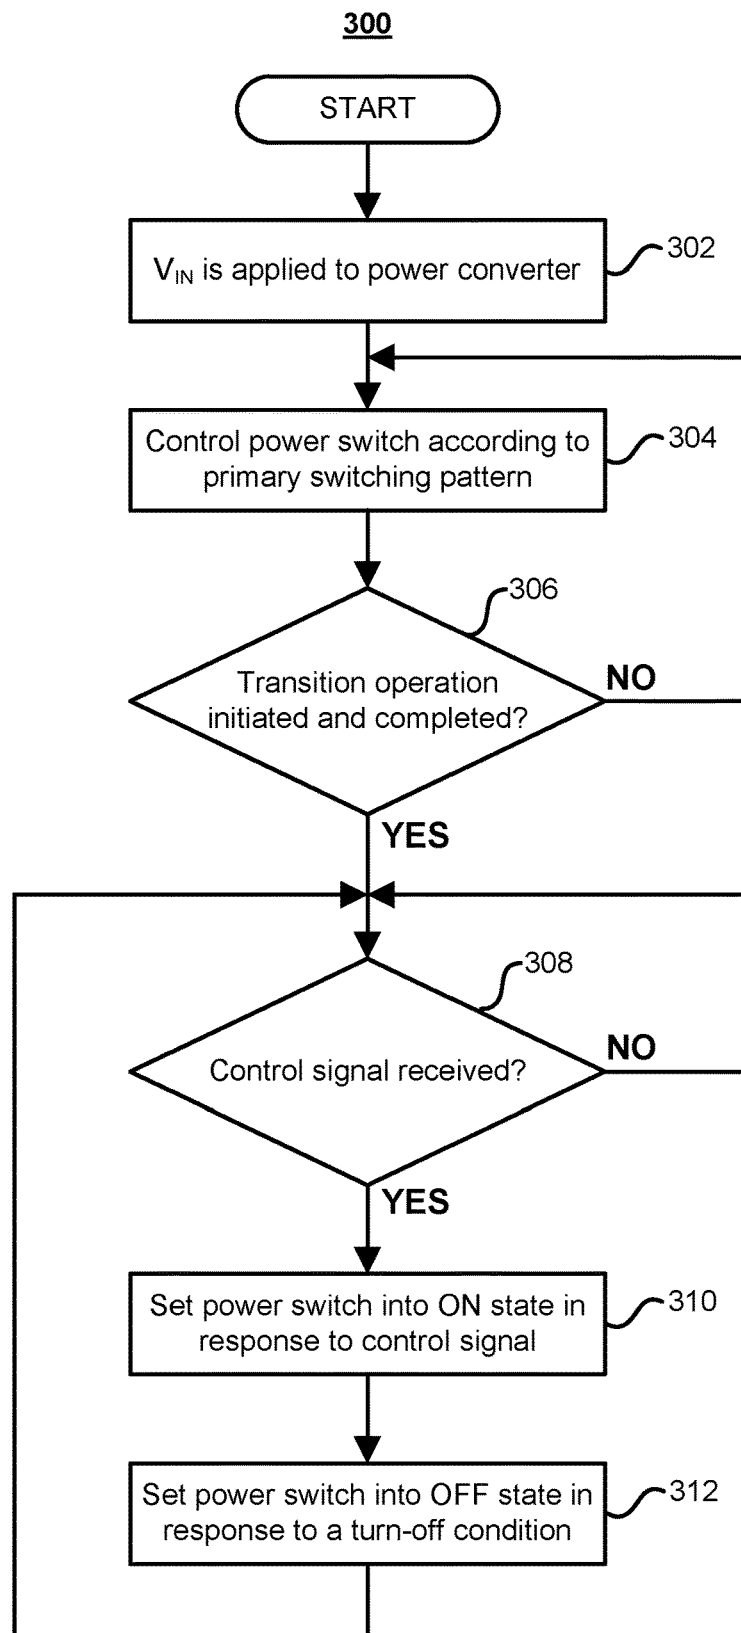 300
START
V_IN is applied to power converter
302
Control power switch according to
primary switching pattern
304
306
Transition operation
initiated and completed?
NO
YES
308
Control signal received?
NO
YES
Set power switch into ON state in
response to control signal
310
Set power switch into OFF state in
response to a turn-off condition
312